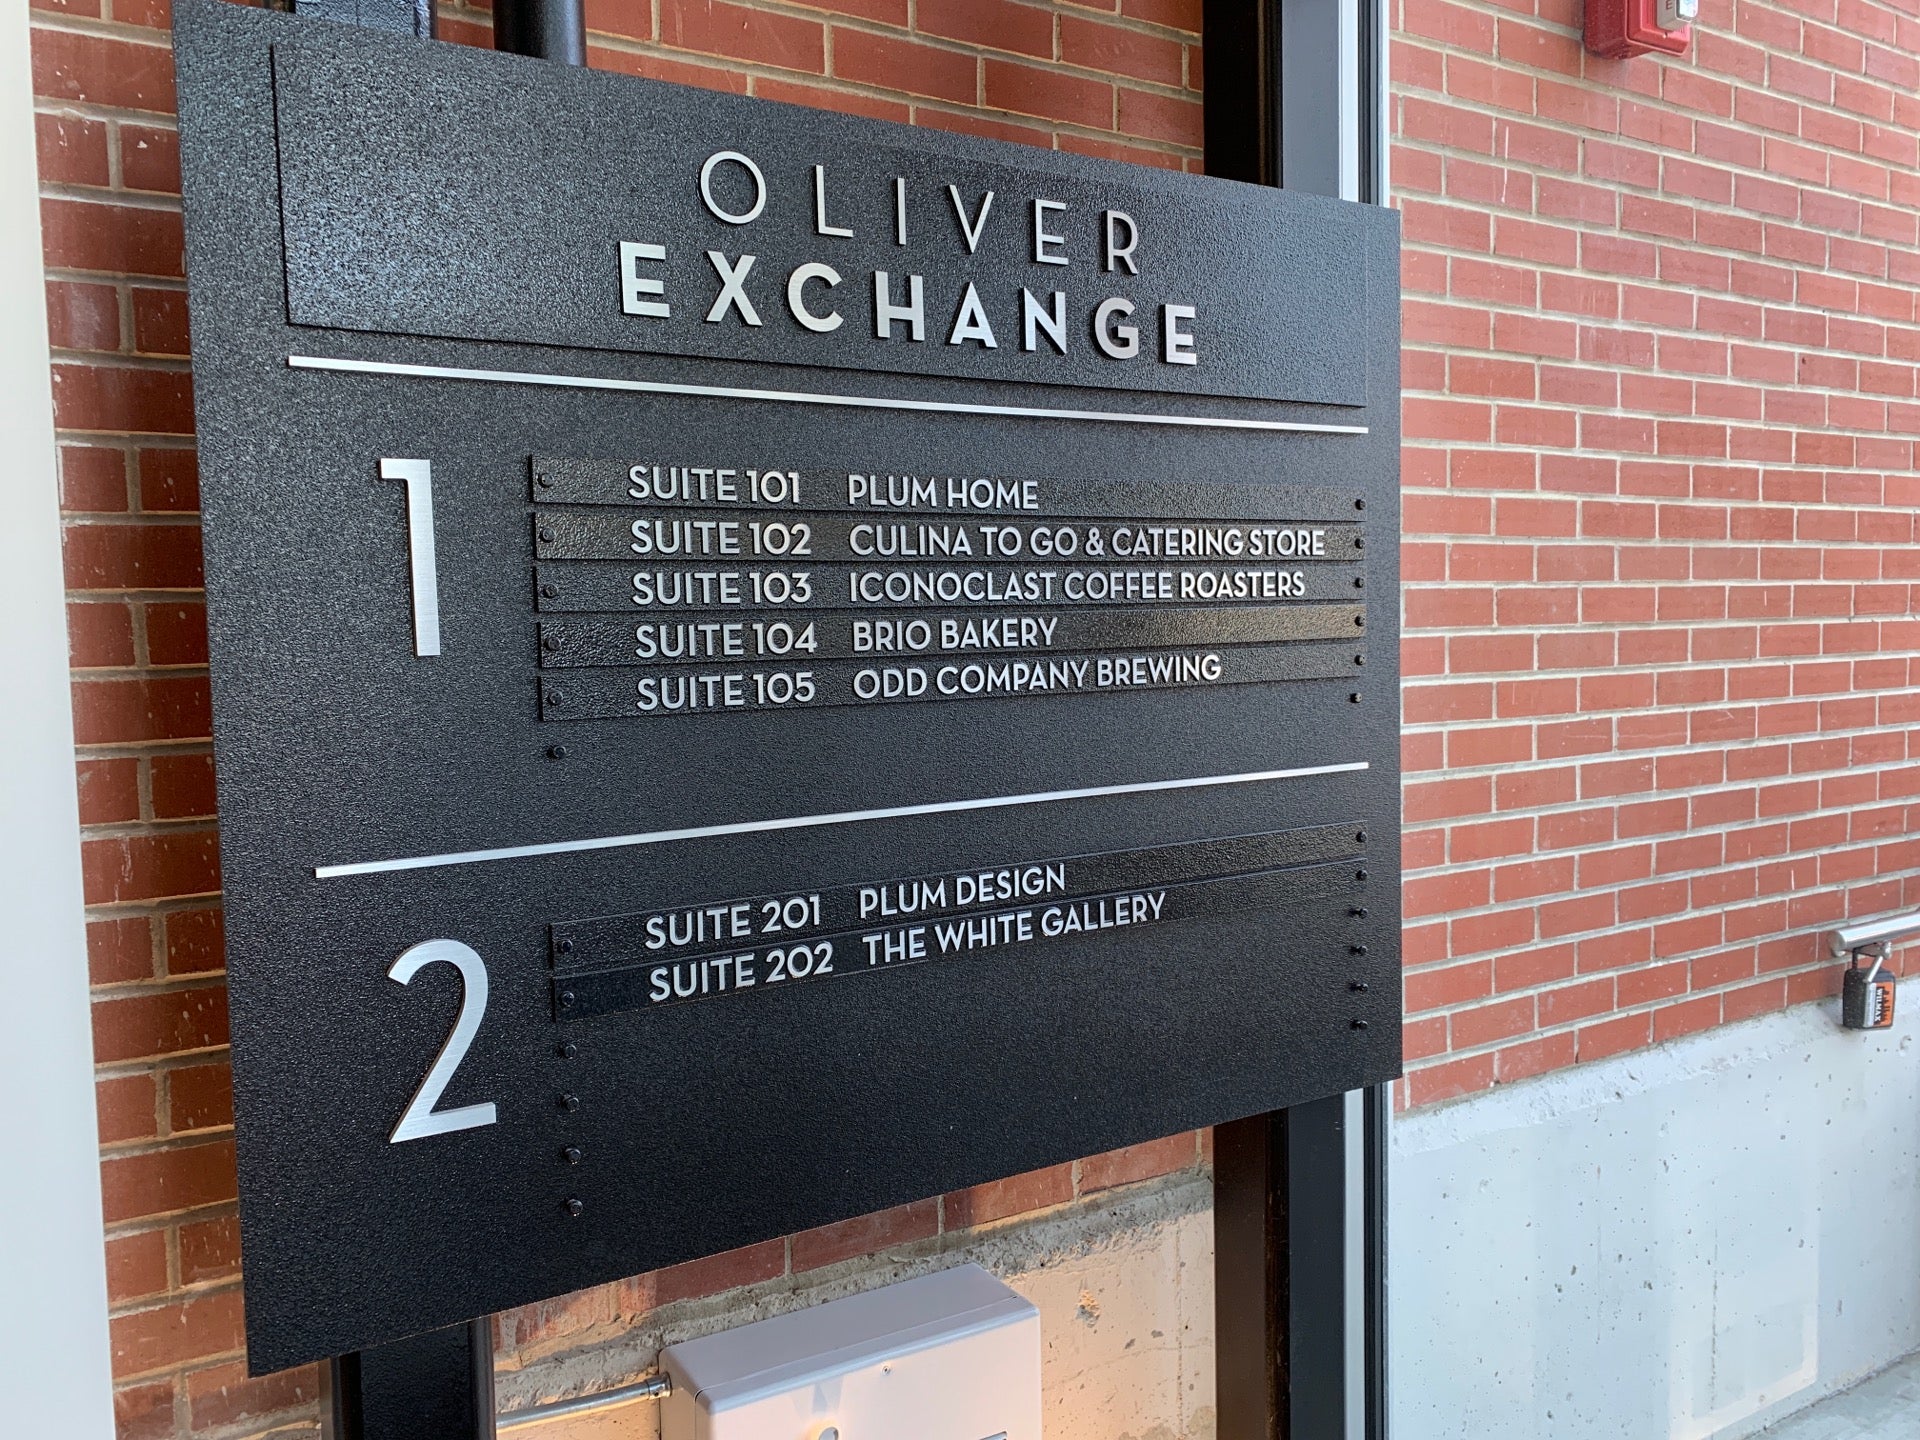 OLIVER
EXCHANGE
1
SUITE 101 PLUM HOME
SUITE 102 CULINA TO GO & CATERING STORE
SUITE 103 ICONOCLAST COFFEE ROASTERS
SUITE 104 BRIO BAKERY
SUITE 105 ODD COMPANY BREWING
2
SUITE 201 PLUM DESIGN
SUITE 202 THE WHITE GALLERY